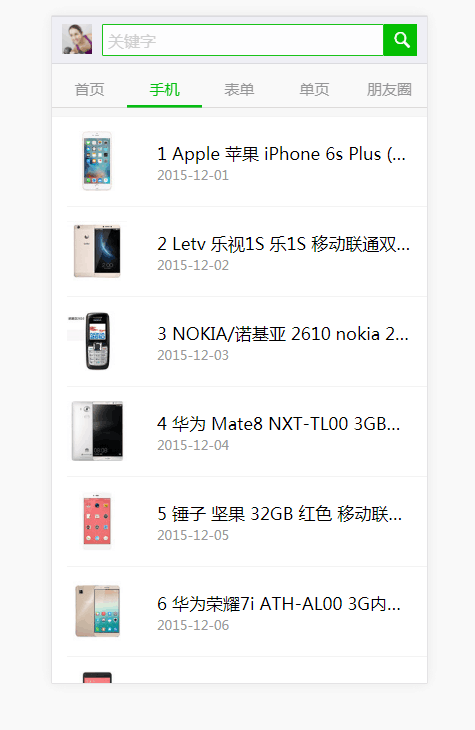 关键字
首页 手机 表单 单页 朋友圈
1 Apple 苹果 iPhone 6s Plus (...
2015-12-01
2 Letv 乐视1S 乐1S 移动联通双...
2015-12-02
3 NOKIA/诺基亚 2610 nokia 2...
2015-12-03
4 华为 Mate8 NXT-TL00 3GB...
2015-12-04
5 锤子 坚果 32GB 红色 移动联...
2015-12-05
6 华为荣耀7i ATH-AL00 3G内...
2015-12-06